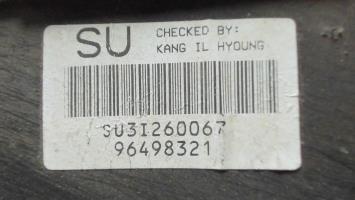 SU
CHECKED BY:
KANG IL HYOUNG
SU3I260067
96498321